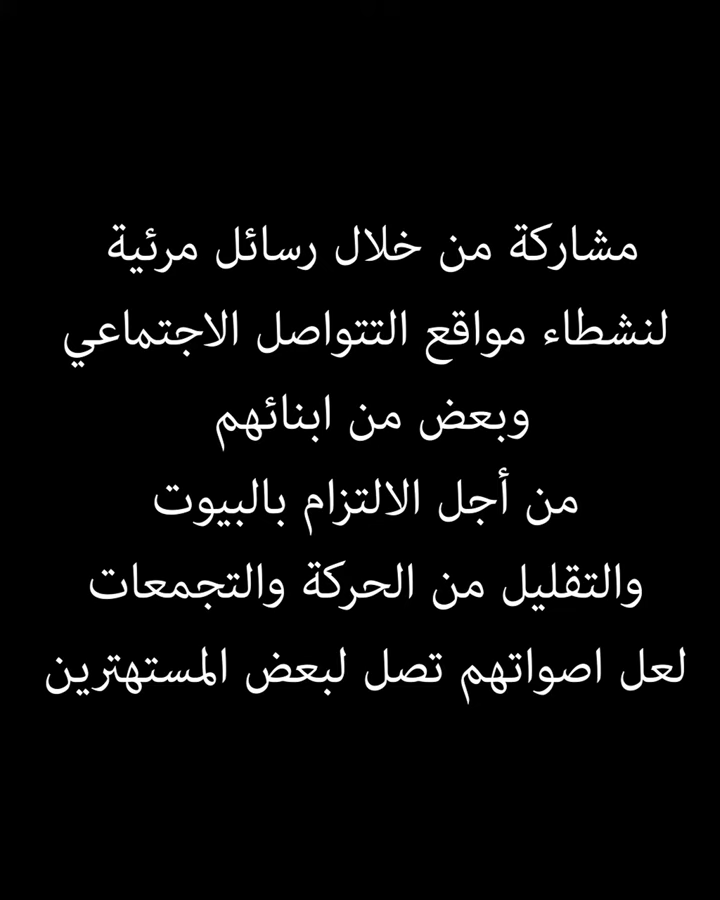 مشاركة من خلال رسائل مرئية
لنشطاء مواقع التتواصل الاجتماعي
وبعض من ابنائهم
من أجل الالتزام بالبيوت
والتقليل من الحركة والتجمعات
لعل اصواتهم تصل لبعض المستهترين